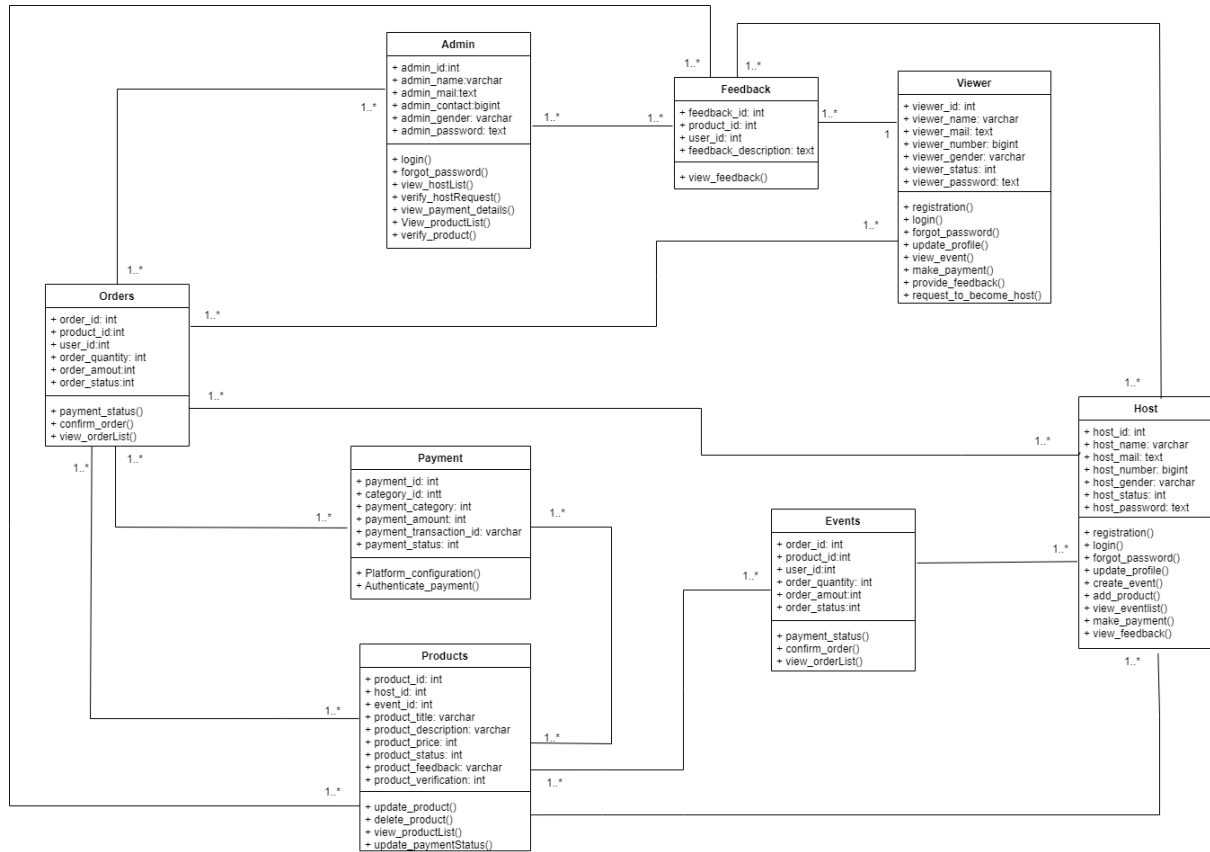 1..*
1..*
1..*
1..*
Admin
+ admin_id:int
+ admin_name:varchar
+ admin_mail:text
+ admin_contact:bigint
+ admin_gender: varchar
+ admin_password: text
+ login()
+ forgot_password()
+ view_hostList()
+ verify_hostRequest()
+ view_payment_details()
+ View_productList()
+ verify_product()
1..*
1..*
Feedback
+ feedback_id: int
+ product_id: int
+ user_id: int
+ feedback_description: text
+ view_feedback()
1..*
1
Viewer
+ viewer_id: int
+ viewer_name: varchar
+ viewer_mail: text
+ viewer_number: bigint
+ viewer_gender: varchar
+ viewer_status: int
+ viewer_password: text
+ registration()
+ login()
+ forgot_password()
+ update_profile()
+ view_event()
+ make_payment()
+ provide_feedback()
+ request_to_become_host()
1..*
1..*
Orders
+ order_id: int
+ product_id:int
+ user_id:int
+ order_quantity: int
+ order_amout:int
+ order_status:int
+ payment_status()
+ confirm_order()
+ view_orderList()
1..*
1..*
1..*
1..*
1..*
Host
+ host_id: int
+ host_name: varchar
+ host_mail: text
+ host_number: bigint
+ host_gender: varchar
+ host_status: int
+ host_password: text
+ registration()
+ login()
+ forgot_password()
+ update_profile()
+ create_event()
+ add_product()
+ view_eventlist()
+ make_payment()
+ view_feedback()
1..*
1..*
Payment
+ payment_id: int
+ category_id: intt
+ payment_category: int
+ payment_amount: int
+ payment_transaction_id: varchar
+ payment_status: int
+ Platform_configuration()
+ Authenticate_payment()
1..*
1..*
Events
+ order_id: int
+ product_id:int
+ user_id:int
+ order_quantity: int
+ order_amout:int
+ order_status:int
+ payment_status()
+ confirm_order()
+ view_orderList()
1..*
1..*
1..*
Products
+ product_id: int
+ host_id: int
+ event_id: int
+ product_title: varchar
+ product_description: varchar
+ product_price: int
+ product_status: int
+ product_feedback: varchar
+ product_verification: int
+ update_product()
+ delete_product()
+ view_productList()
+ update_paymentStatus()
1..*
1..*
1..*
1..*